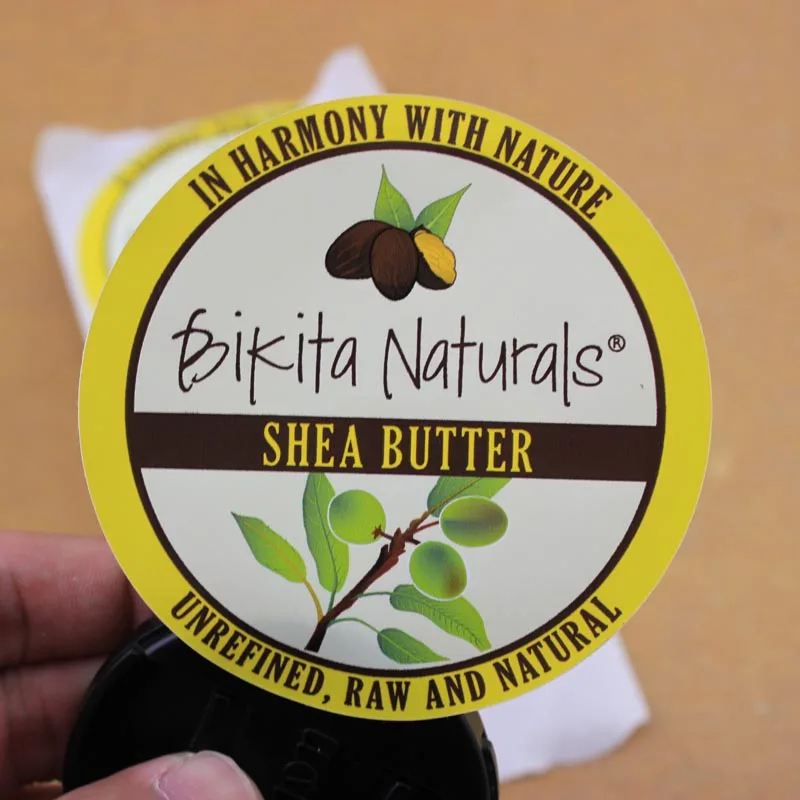 IN HARMONY WITH NATURE
Bikita Naturals®
SHEA BUTTER
UNREFINED, RAW AND NATURAL